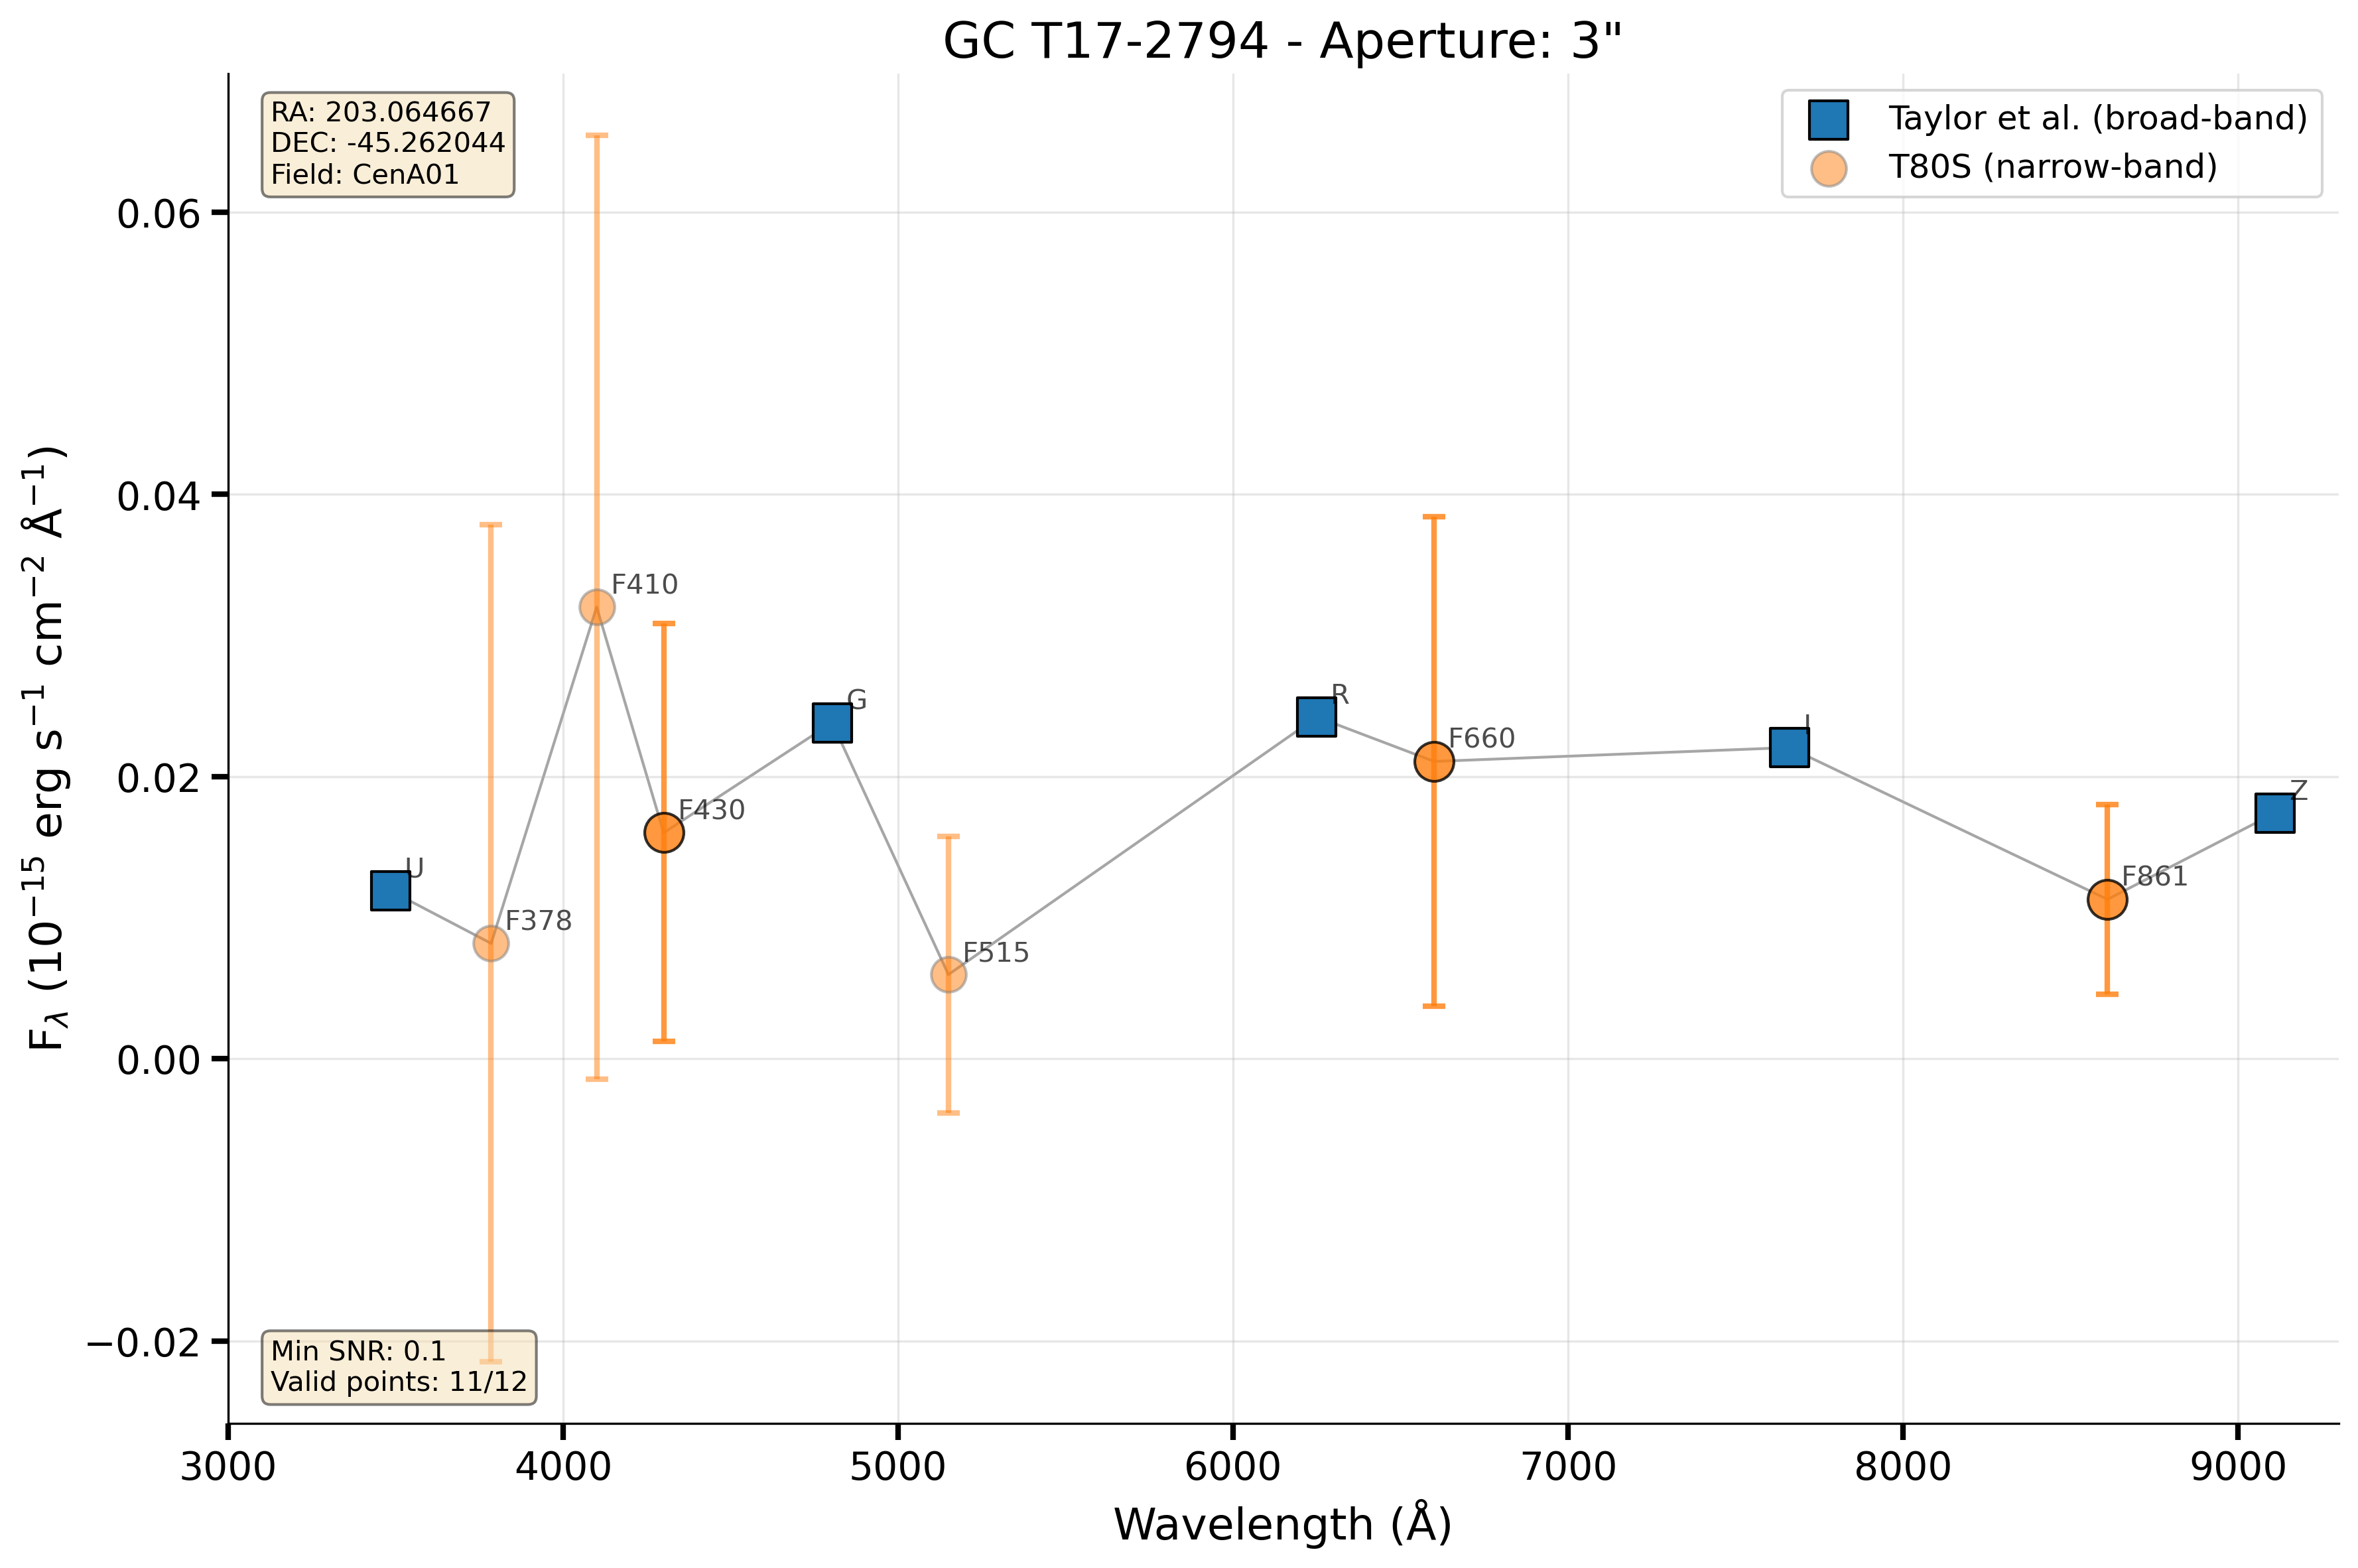 GC T17-2794 - Aperture: 3"
RA: 203.064667
DEC: -45.262044
Field: CenA01
Taylor et al. (broad-band)
T80S (narrow-band)
F_λ (10⁻¹⁵ erg s⁻¹ cm⁻² Å⁻¹)
0.06
0.04
0.02
0.00
−0.02
U
F378
F410
F430
G
F515
R
F660
I
F861
Z
Min SNR: 0.1
Valid points: 11/12
3000
4000
5000
6000
7000
8000
9000
Wavelength (Å)